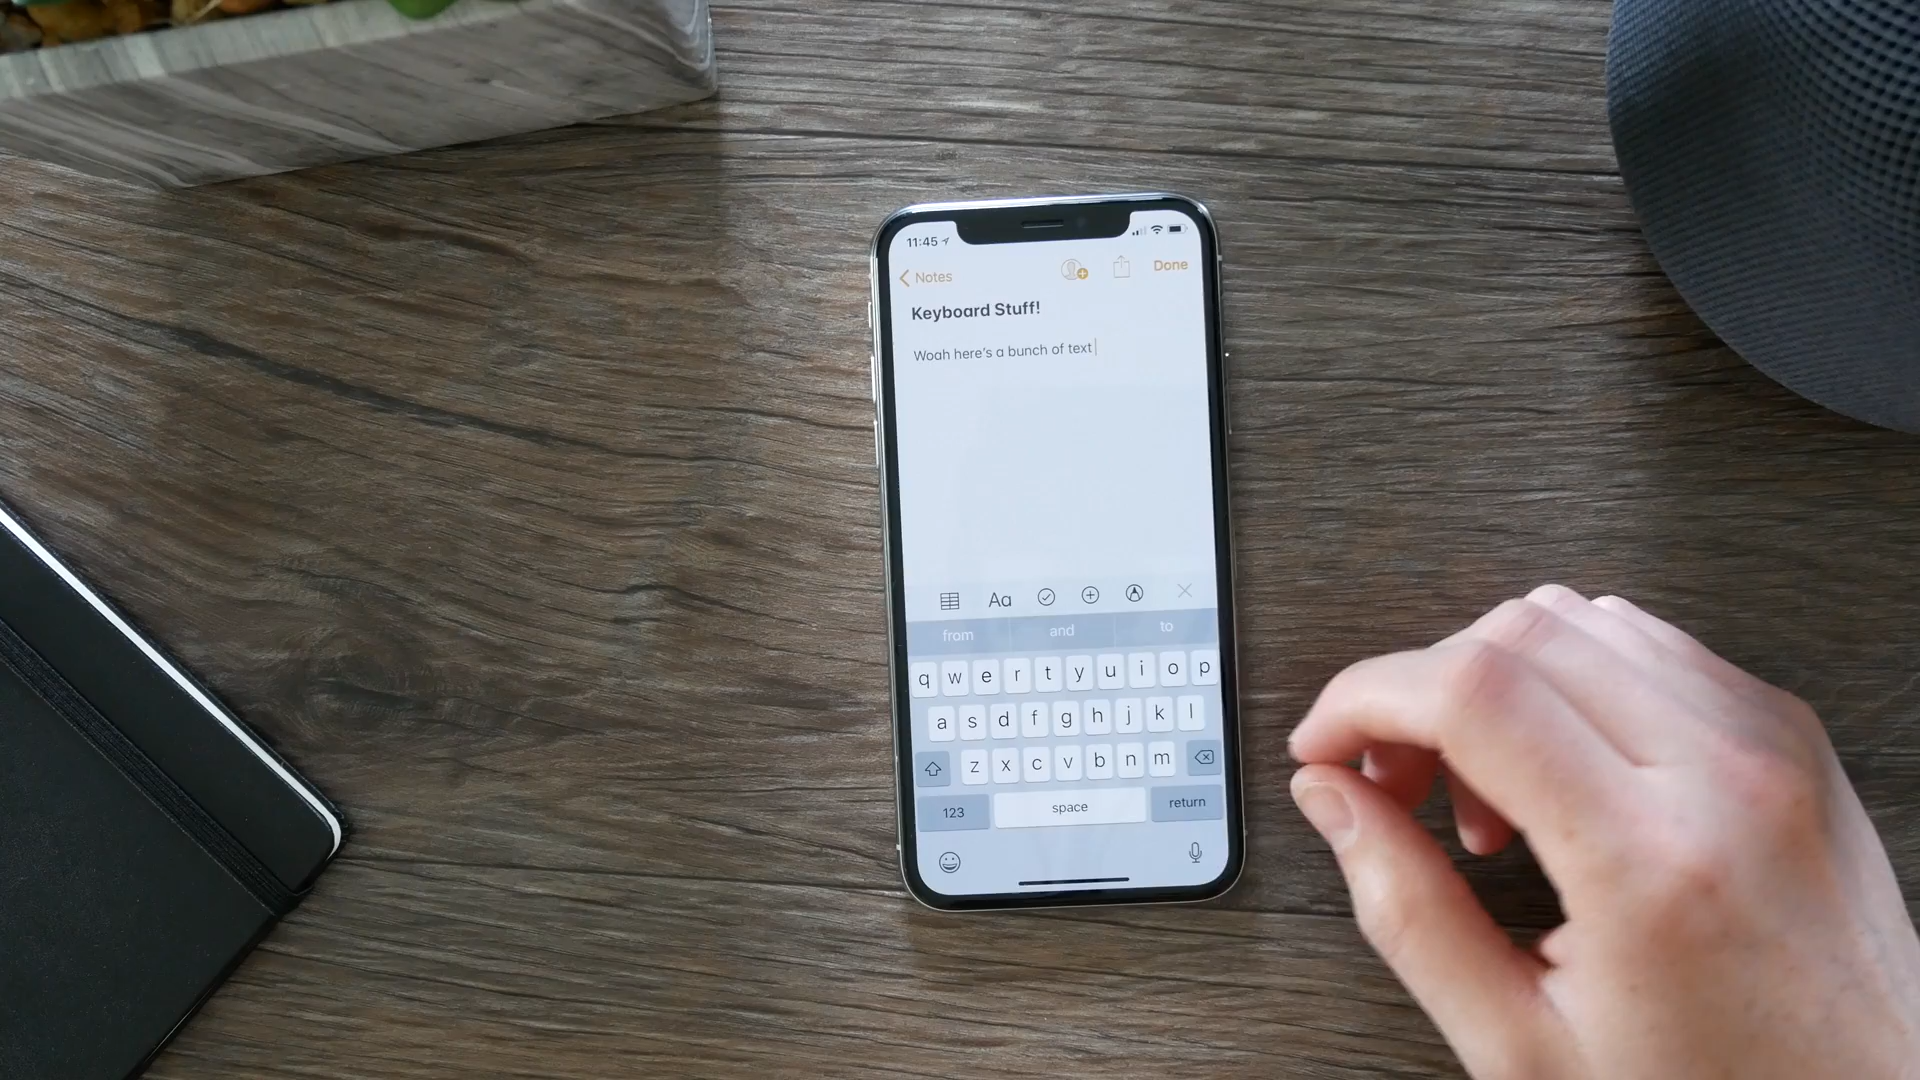 11:45
Notes
Done
Keyboard Stuff!
Woah here's a bunch of text
Aa
from and to
q w e r t y u i o p
a s d f g h j k l
z x c v b n m
123 space return